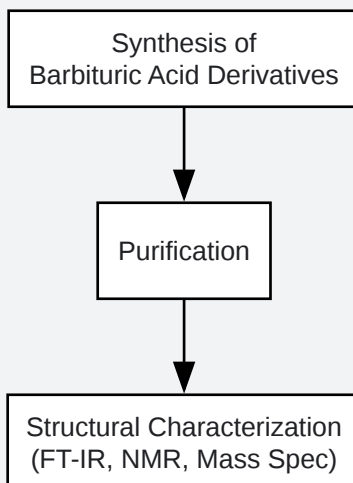 Synthesis of
Barbituric Acid Derivatives
Purification
Structural Characterization
(FT-IR, NMR, Mass Spec)